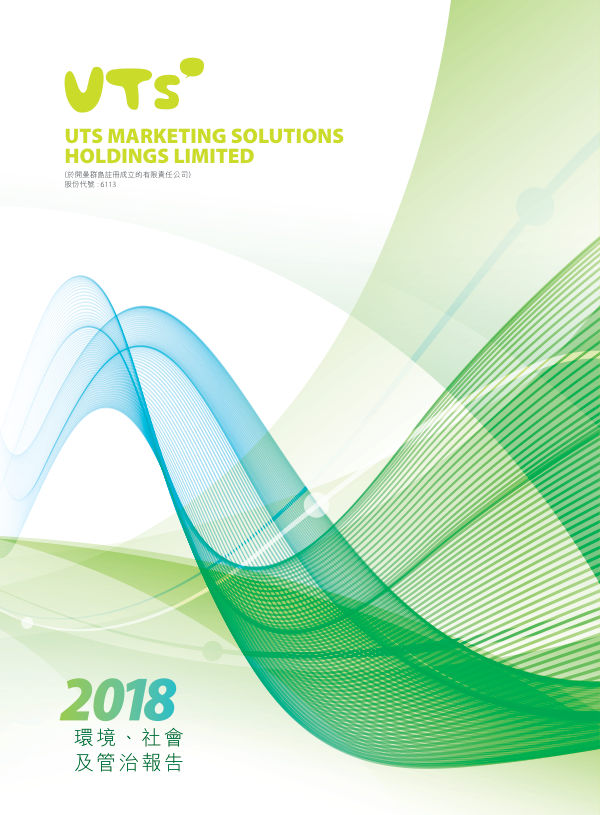 UTS
UTS MARKETING SOLUTIONS
HOLDINGS LIMITED
(於開曼群島註冊成立的有限責任公司)
股份代號 : 6113
2018
環境、社會
及管治報告